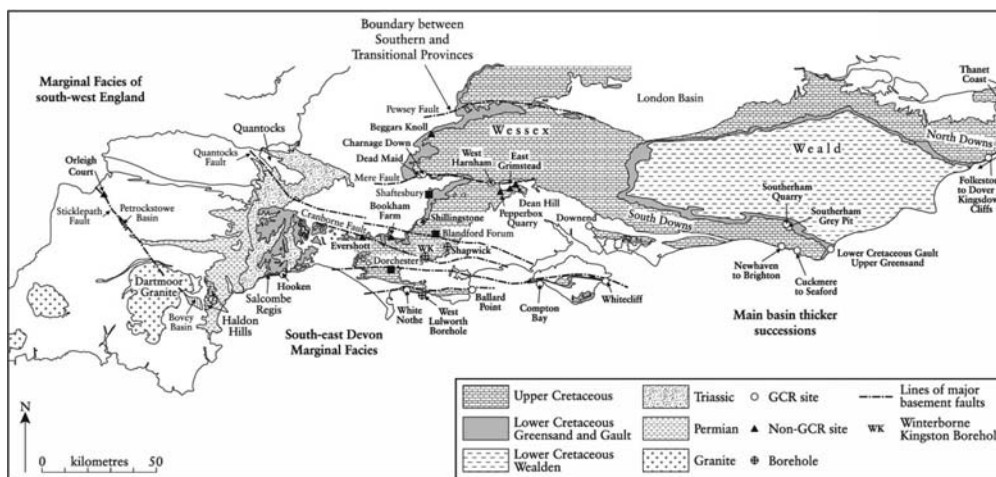 Boundary between
Southern and
Transitional Provinces
Marginal Facies of
south-west England
London Basin
Thanet
Coast
Pewsey Fault
Beggars Knoll
Wessex
North Downs
Quantocks
Charnage Down
West
Harnham
East
Grimstead
Weald
Orleigh
Court
Quantocks
Fault
Dead Maid
Mere Fault
Folkestone
to Dover
Kingsdown
Cliffs
Petrockstowe
Basin
Sticklepath
Fault
Shaftesbury
Bookham
Farm
Dean Hill
Pepperbox
Quarry
Southerham
Quarry
Cranborne Fault
Shillingstone
Downend
South Downs
Southerham
Grey Pit
Blandford Forum
Evershott
WK
Shapwick
Dorchester
Lower Cretaceous Gault
Upper Greensand
Dartmoor
Granite
Hooken
Newhaven
to Brighton
Cuckmere
to Seaford
Salcombe
Regis
Bovey
Basin
Haldon
Hills
White
Nothe
West
Lulworth
Borehole
Ballard
Point
Compton
Bay
Whitecliff
South-east Devon
Marginal Facies
Main basin thicker
successions
Upper Cretaceous
Lower Cretaceous
Greensand and Gault
Lower Cretaceous
Wealden
Triassic
Permian
Granite
GCR site
Non-GCR site
Borehole
Lines of major
basement faults
WK
Winterborne
Kingston Borehole
N
0 kilometres 50